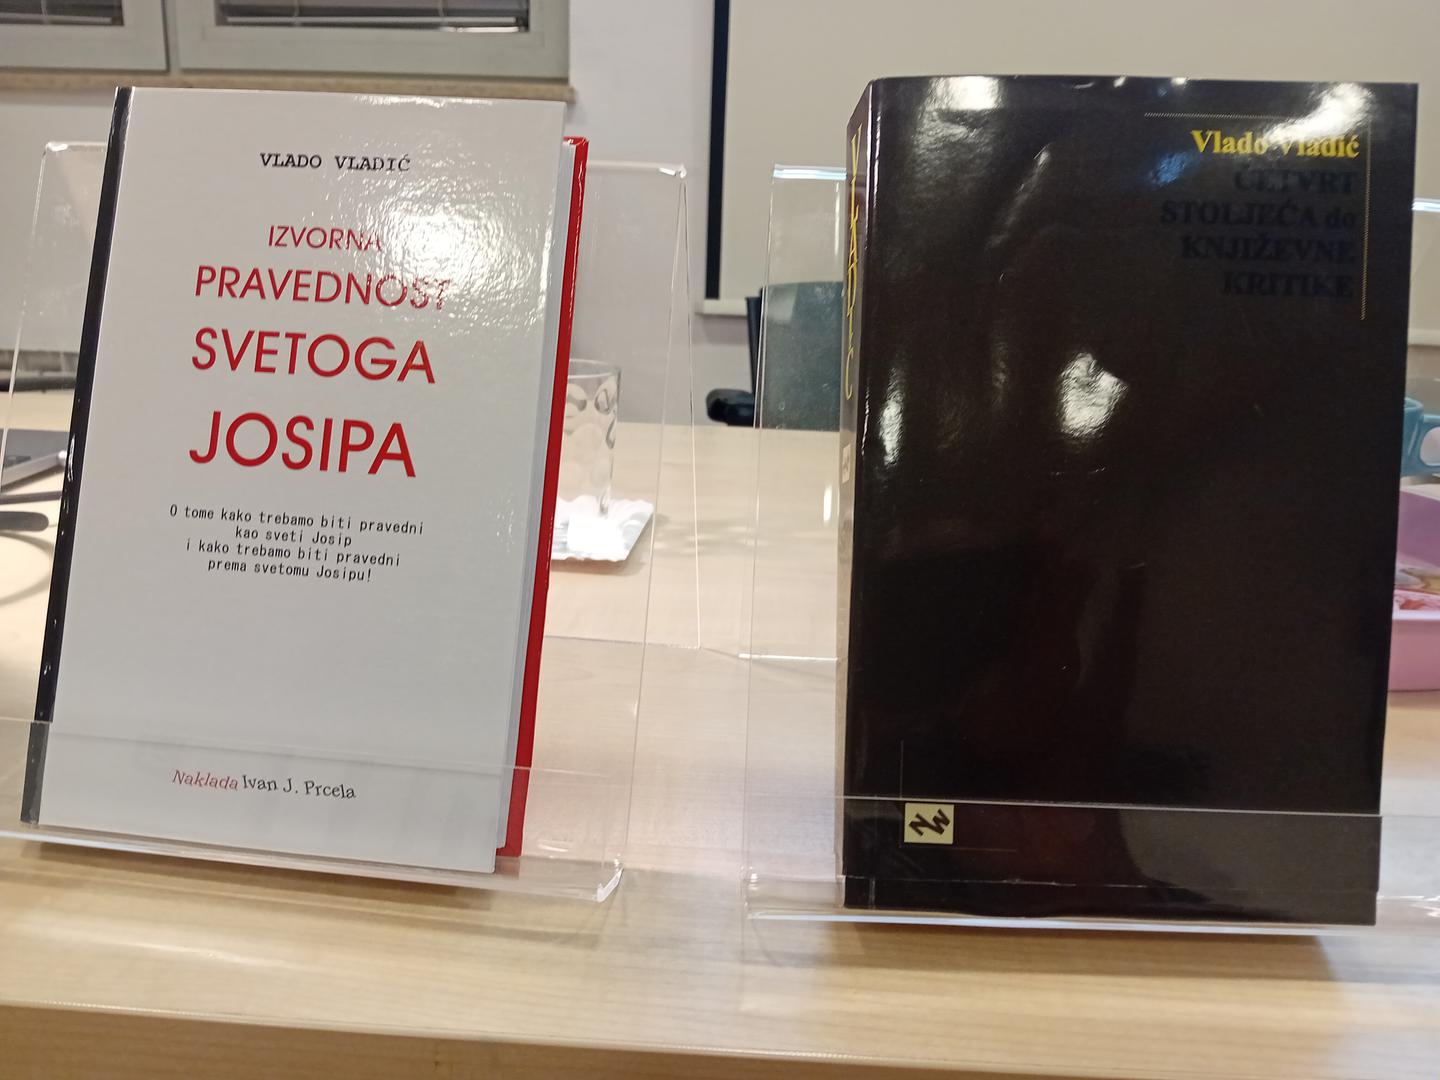 VLADO VLADIĆ
IZVORNA
PRAVEDNOST
SVETOGA
JOSIPA
O tome kako trebamo biti pravedni
kao sveti Josip
i kako trebamo biti pravedni
prema svetomu Josipu!
Naklada Ivan J. Prcela
Vlado Vladić
ČETVRT
STOLJEĆA do
KNJIŽEVNE
KRITIKE